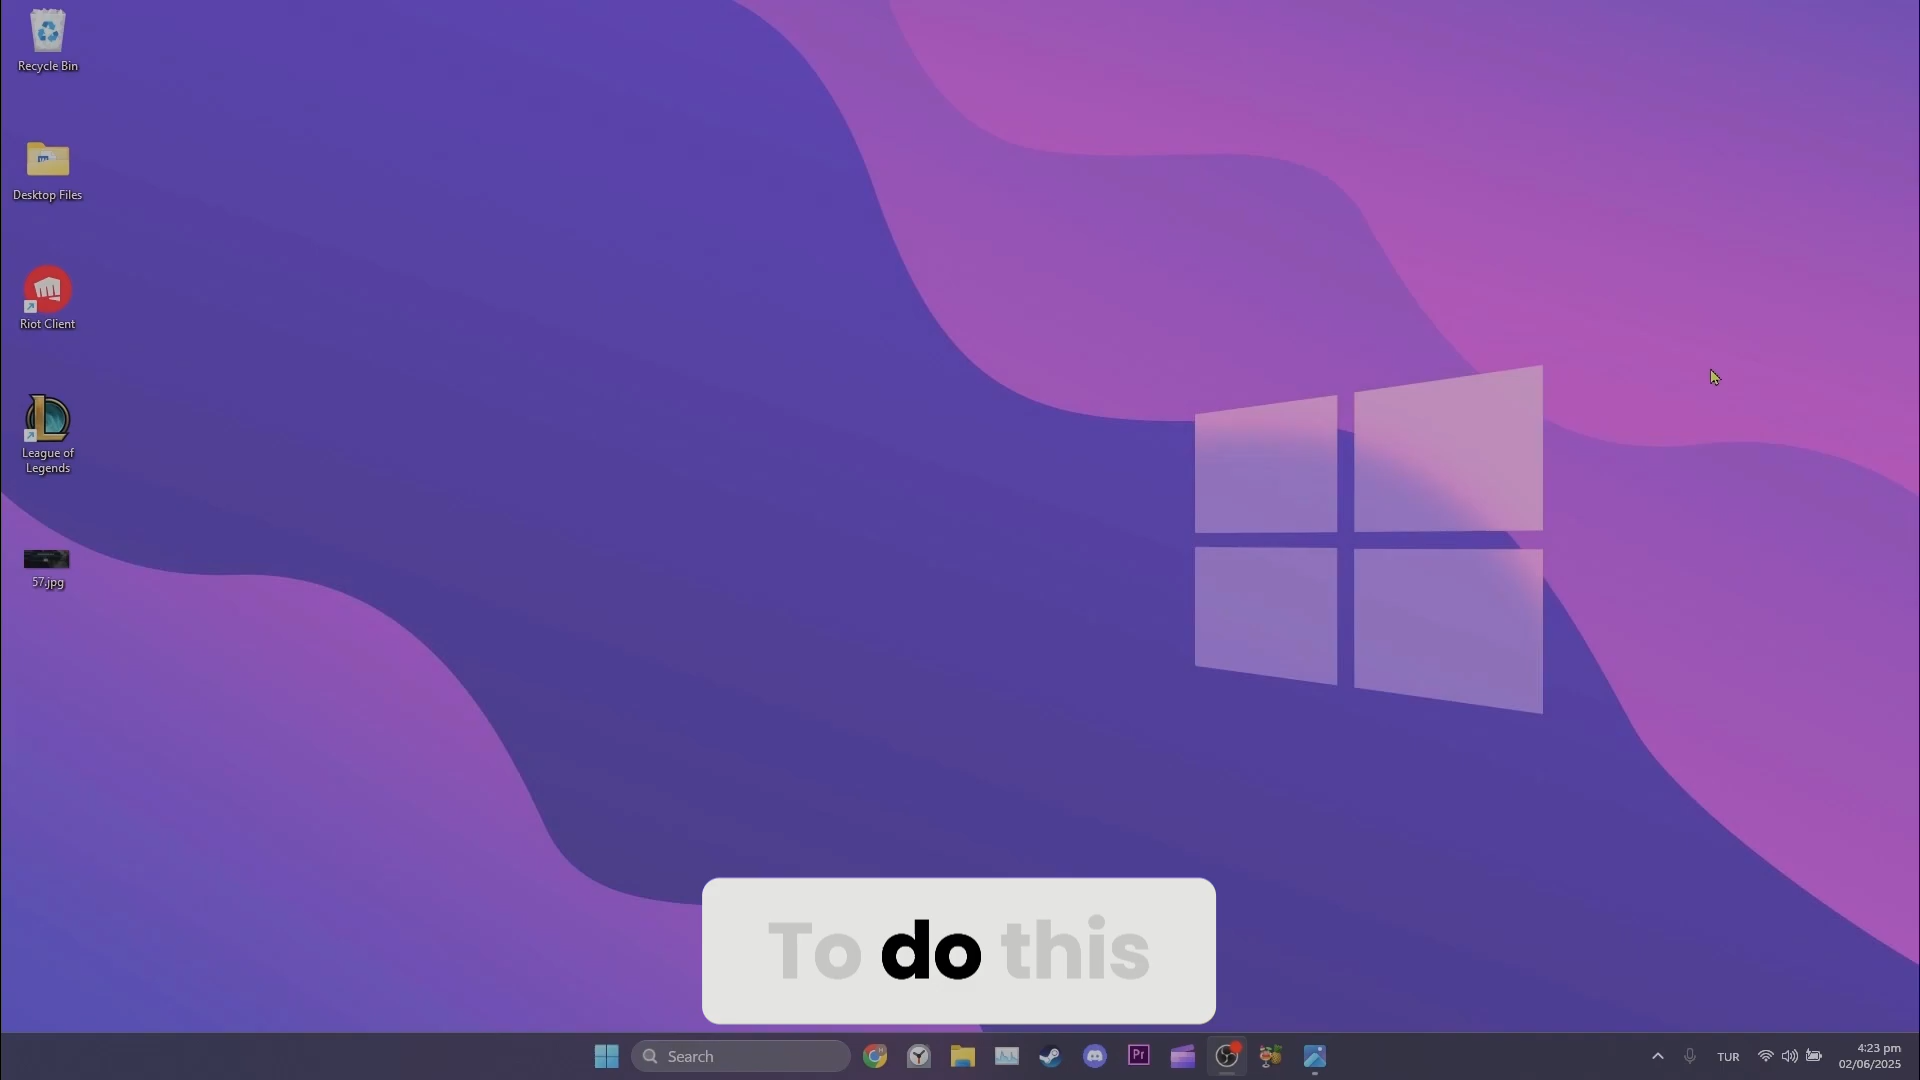 Recycle Bin
Desktop Files
Riot Client
League of
Legends
57.jpg
To do this
Search
Pr
TUR
4:23 pm
02/06/2025